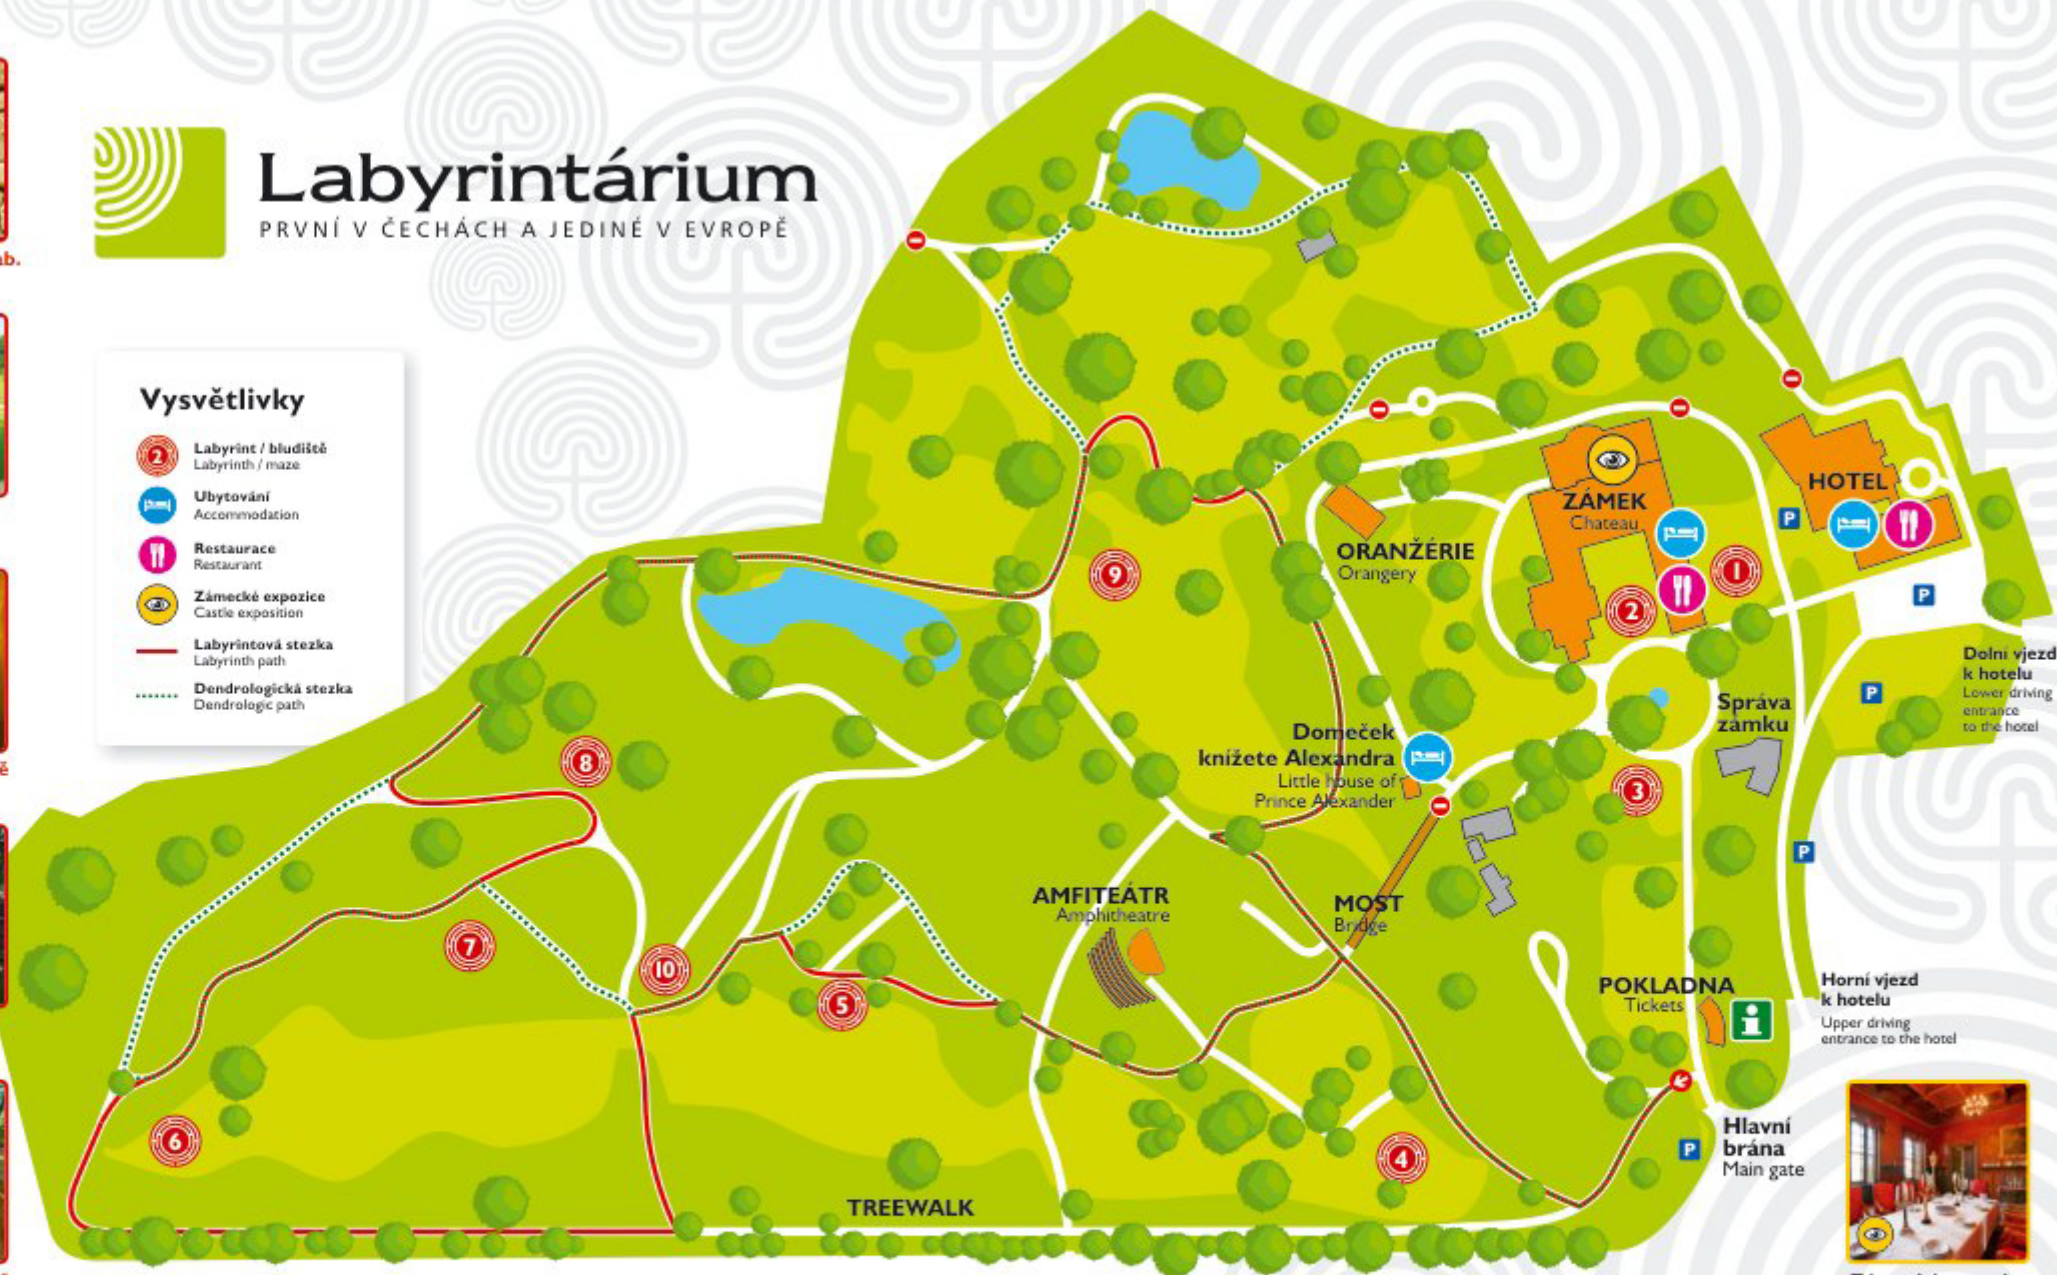 Labyrintárium
PRVNÍ V ČECHÁCH A JEDINÉ V EVROPĚ
ab.
ě
Vysvětlivky
2
Labyrint / bludiště
Labyrinth / maze
Ubytování
Accommodation
Restaurace
Restaurant
Zámecké expozice
Castle exposition
Labyrintová stezka
Labyrinth path
Dendrologická stezka
Dendrologic path
HOTEL
ZÁMEK
Chateau
P
ORANŽÉRIE
Orangery
9
1
2
P
Dolní vjezd
k hotelu
Lower driving
entrance
to the hotel
P
Správa
zámku
Domeček
knížete Alexandra
Little house of
Prince Alexander
8
3
P
AMFITEÁTR
Amphitheatre
MOST
Bridge
7
10
5
POKLADNA
Tickets
i
Horní vjezd
k hotelu
Upper driving
entrance to the hotel
6
4
P
Hlavní
brána
Main gate
TREEWALK